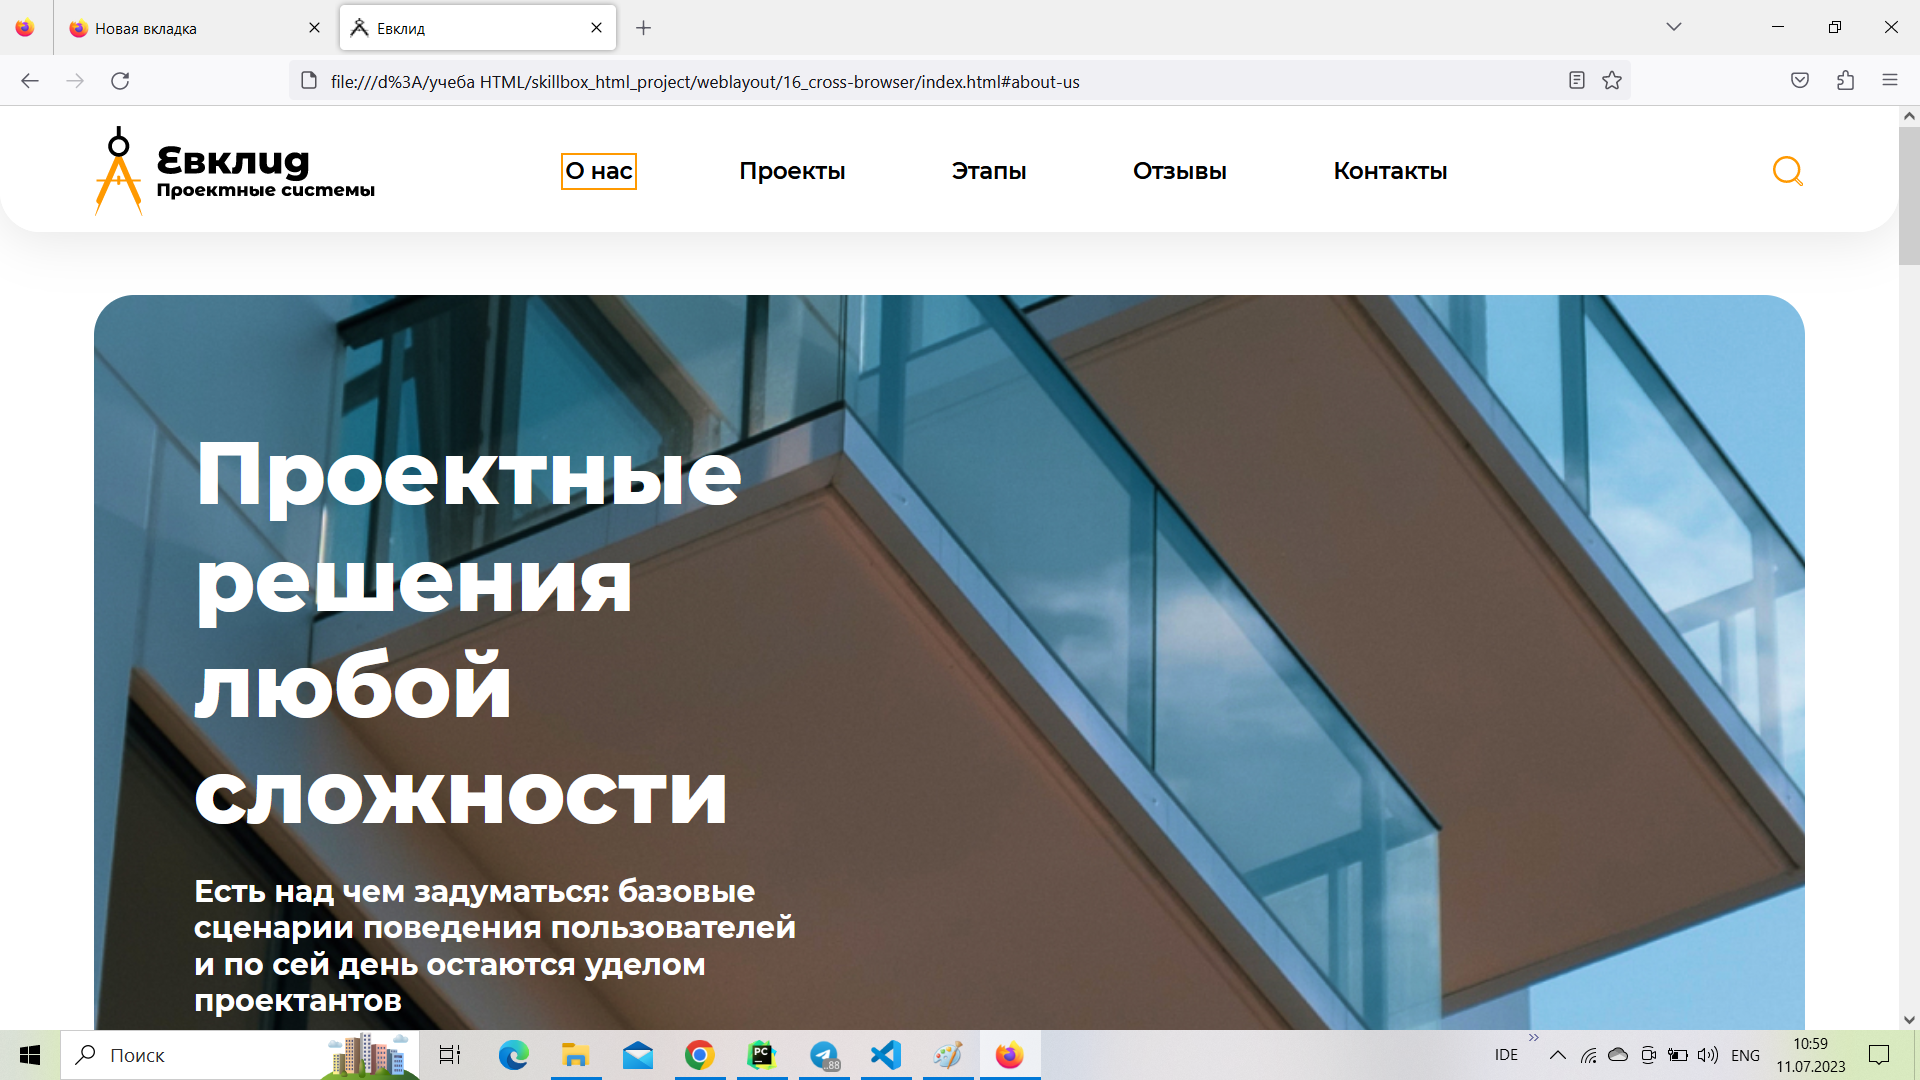 Новая вкладка
Евклид
file:///d%3A/учеба HTML/skillbox_html_project/weblayout/16_cross-browser/index.html#about-us
Евклид
Проектные системы
О нас
Проекты
Этапы
Отзывы
Контакты
Проектные
решения
любой
сложности
Есть над чем задуматься: базовые
сценарии поведения пользователей
и по сей день остаются уделом
проектантов
Поиск
PC
..88
IDE
ENG
10:59
11.07.2023